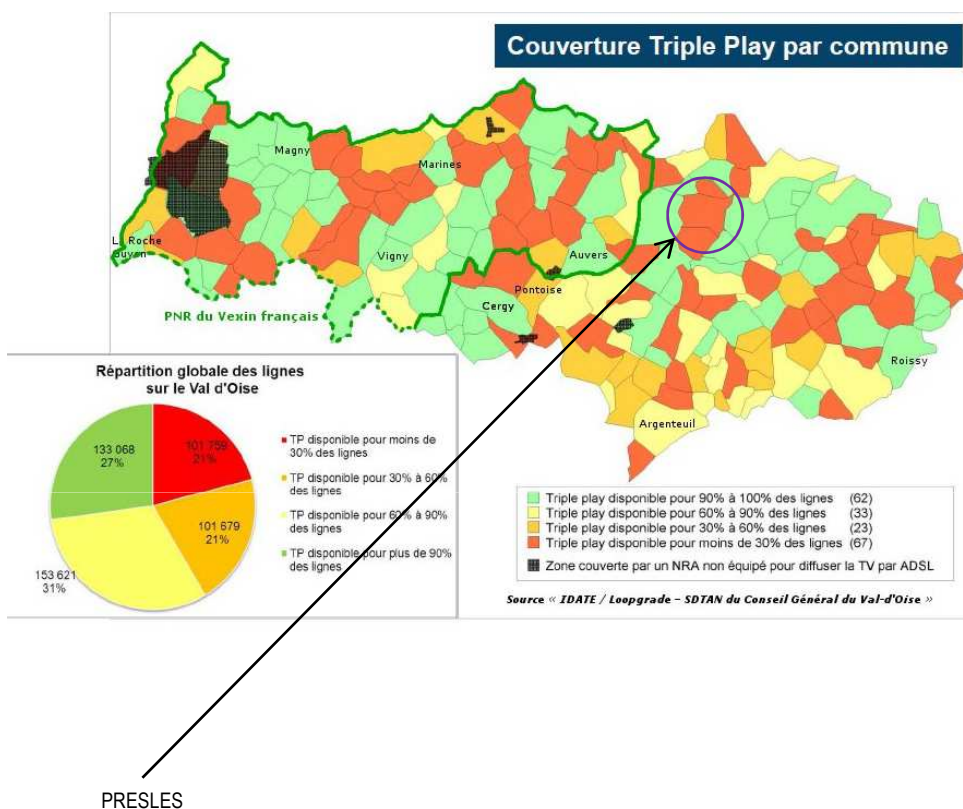 Couverture Triple Play par commune
Magny
Marines
L. Roche
Guyon
Vigny
Auvers
Pontoise
Cergy
PNR du Vexin français
Roissy
Argenteuil
Répartition globale des lignes
sur le Val d'Oise
133 068
27%
101 759
21%
101 679
21%
153 621
31%
TP disponible pour moins de
30% des lignes
TP disponible pour 30% à 60%
des lignes
TP disponible pour 60% à 90%
des lignes
TP disponible pour plus de 90%
des lignes
Triple play disponible pour 90% à 100% des lignes (62)
Triple play disponible pour 60% à 90% des lignes (33)
Triple play disponible pour 30% à 60% des lignes (23)
Triple play disponible pour moins de 30% des lignes (67)
Zone couverte par un NRA non équipé pour diffuser la TV par ADSL
Source « IDATE / Loopgrade – SDTAN du Conseil Général du Val-d'Oise »
PRESLES